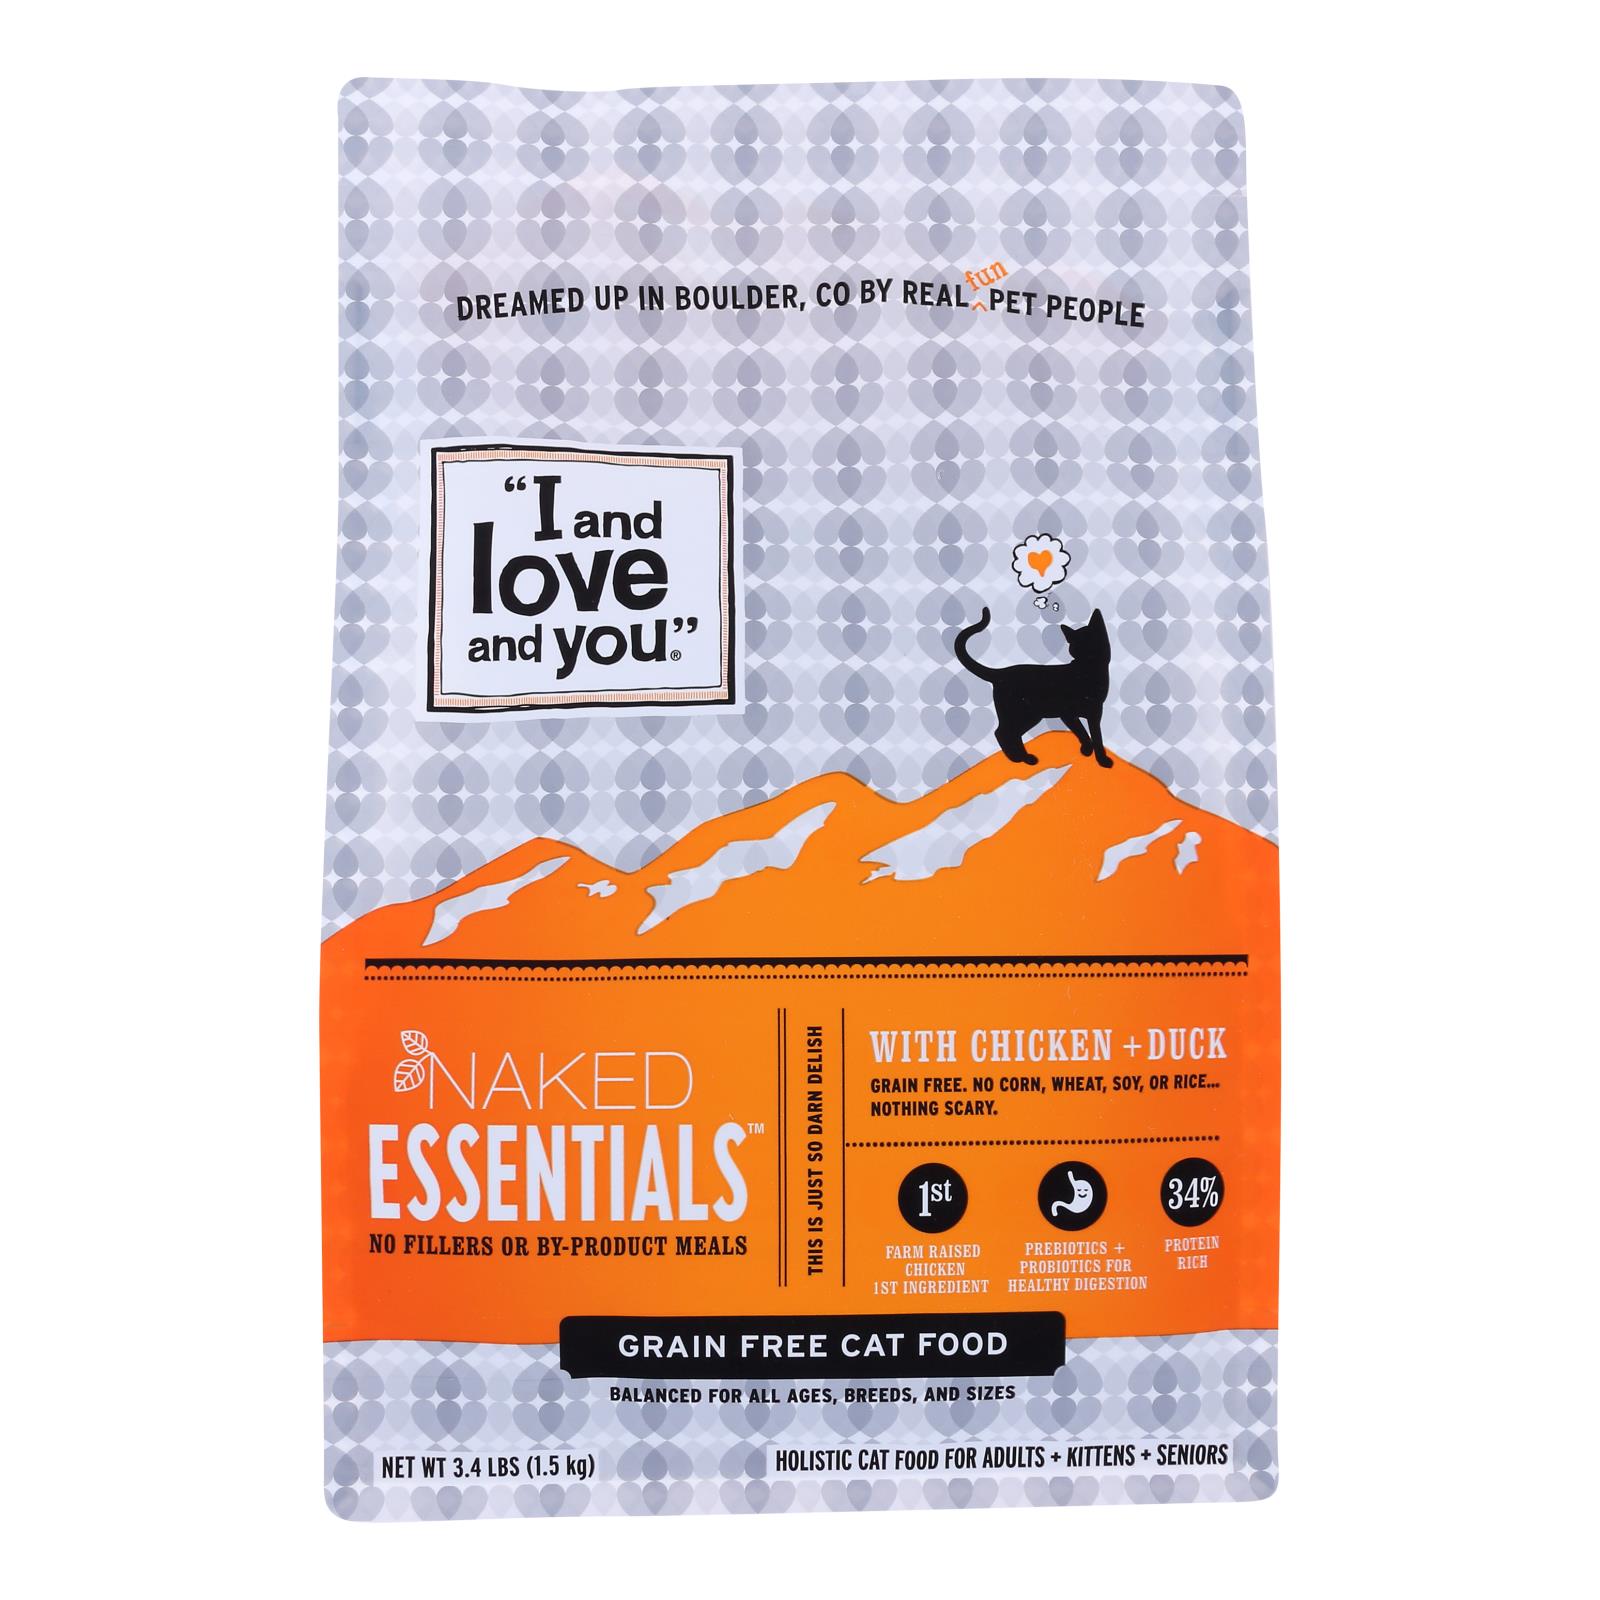 fun
DREAMED UP IN BOULDER, CO BY REAL ^ PET PEOPLE
“I and
love
and you”®
NAKED
ESSENTIALS™
NO FILLERS OR BY-PRODUCT MEALS
THIS IS JUST SO DARN DELISH
WITH CHICKEN + DUCK
GRAIN FREE. NO CORN, WHEAT, SOY, OR RICE...
NOTHING SCARY.
1st
FARM RAISED
CHICKEN
1ST INGREDIENT
PREBIOTICS +
PROBIOTICS FOR
HEALTHY DIGESTION
34%
PROTEIN
RICH
GRAIN FREE CAT FOOD
BALANCED FOR ALL AGES, BREEDS, AND SIZES
NET WT 3.4 LBS (1.5 kg)
HOLISTIC CAT FOOD FOR ADULTS + KITTENS + SENIORS